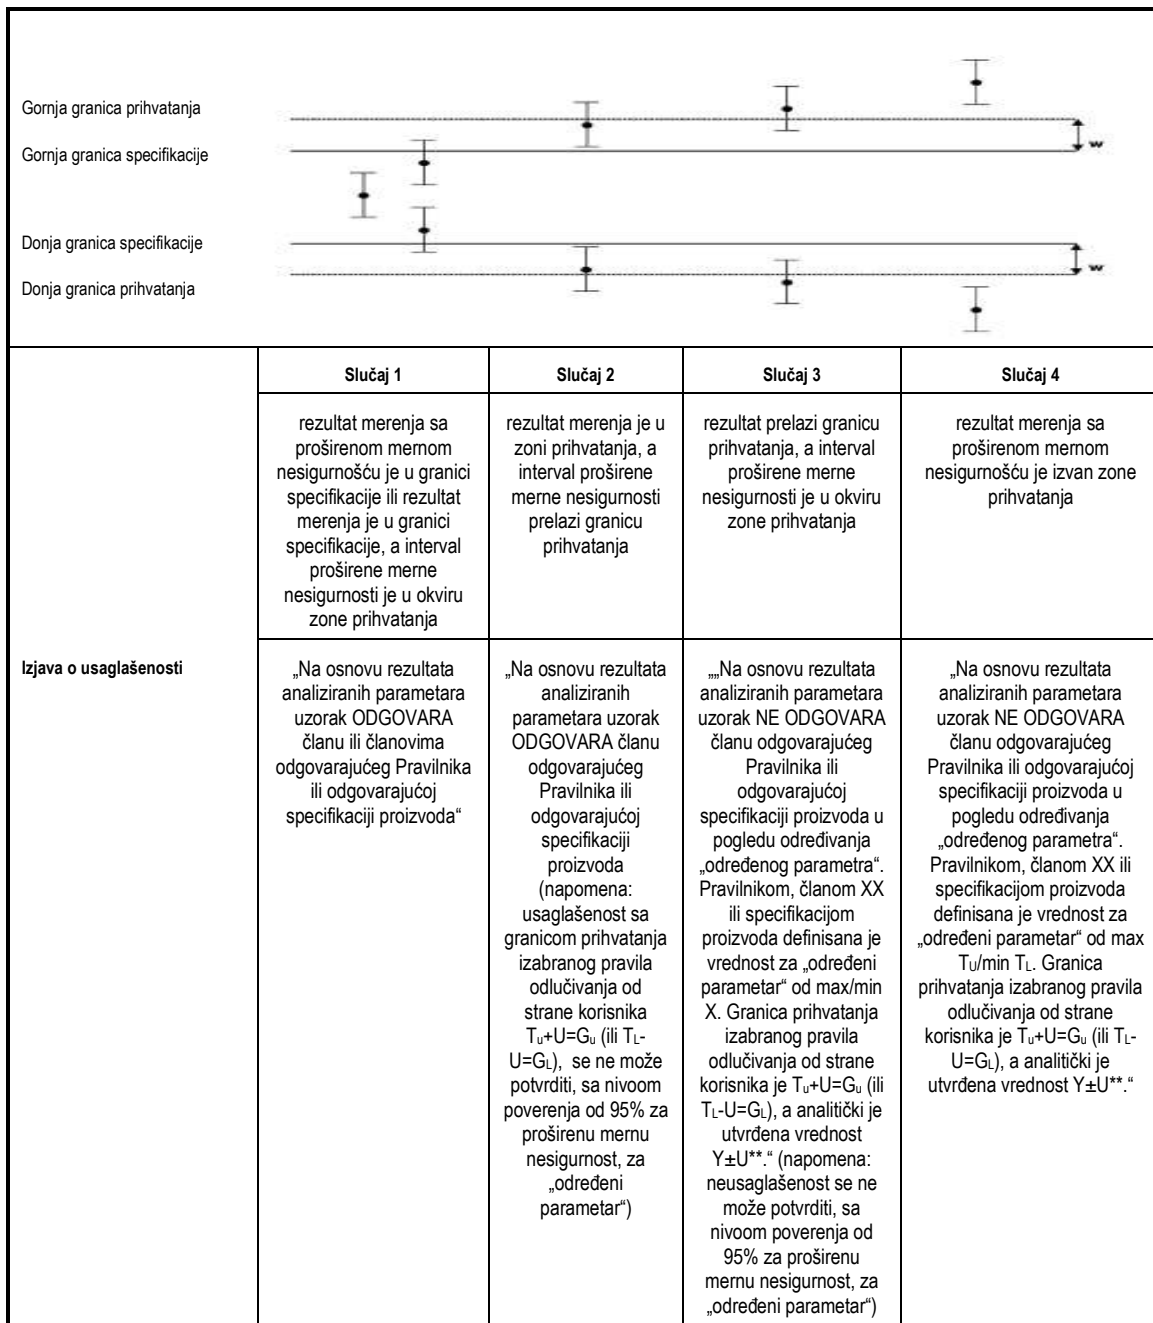 Gornja granica prihvatanja
w
Gornja granica specifikacije
Donja granica specifikacije
w
Donja granica prihvatanja
Slučaj 1
Slučaj 2
Slučaj 3
Slučaj 4
rezultat merenja sa
proširenom mernom
nesigurnošću je u granici
specifikacije ili rezultat
merenja je u granici
specifikacije, a interval
proširene merne
nesigurnosti je u okviru
zone prihvatanja
rezultat merenja je u
zoni prihvatanja, a
interval proširene
merne nesigurnosti
prelazi granicu
prihvatanja
rezultat prelazi granicu
prihvatanja, a interval
proširene merne
nesigurnosti je u okviru
zone prihvatanja
rezultat merenja sa
proširenom mernom
nesigurnošću je izvan zone
prihvatanja
Izjava o usaglašenosti
„Na osnovu rezultata
analiziranih parametara
uzorak ODGOVARA
članu ili članovima
odgovarajućeg Pravilnika
ili odgovarajućoj
specifikaciji proizvoda“
„Na osnovu rezultata
analiziranih
parametara uzorak
ODGOVARA članu
odgovarajućeg
Pravilnika ili
odgovarajućoj
specifikaciji
proizvoda
(napomena:
usaglašenost sa
granicom prihvatanja
izabranog pravila
odlučivanja od
strane korisnika
Tu+U=Gu (ili TL-
U=GL), se ne može
potvrditi, sa nivoom
poverenja od 95% za
proširenu mernu
nesigurnost, za
„određeni
parametar“)
„„Na osnovu rezultata
analiziranih parametara
uzorak NE ODGOVARA
članu odgovarajućeg
Pravilnika ili
odgovarajućoj
specifikaciji proizvoda u
pogledu određivanja
„određenog parametra“.
Pravilnikom, članom XX
ili specifikacijom
proizvoda definisana je
vrednost za „određeni
parametar“ od max/min
X. Granica prihvatanja
izabranog pravila
odlučivanja od strane
korisnika je Tu+U=Gu (ili
TL-U=GL), a analitički je
utvrđena vrednost
Y±U**.“ (napomena:
neusaglašenost se ne
može potvrditi, sa
nivoom poverenja od
95% za proširenu
mernu nesigurnost, za
„određeni parametar“)
„Na osnovu rezultata
analiziranih parametara
uzorak NE ODGOVARA
članu odgovarajućeg
Pravilnika ili odgovarajućoj
specifikaciji proizvoda u
pogledu određivanja
„određenog parametra“.
Pravilnikom, članom XX ili
specifikacijom proizvoda
definisana je vrednost za
„određeni parametar“ od max
TU/min TL. Granica
prihvatanja izabranog pravila
odlučivanja od strane
korisnika je Tu+U=Gu (ili TL-
U=GL), a analitički je
utvrđena vrednost Y±U**.“